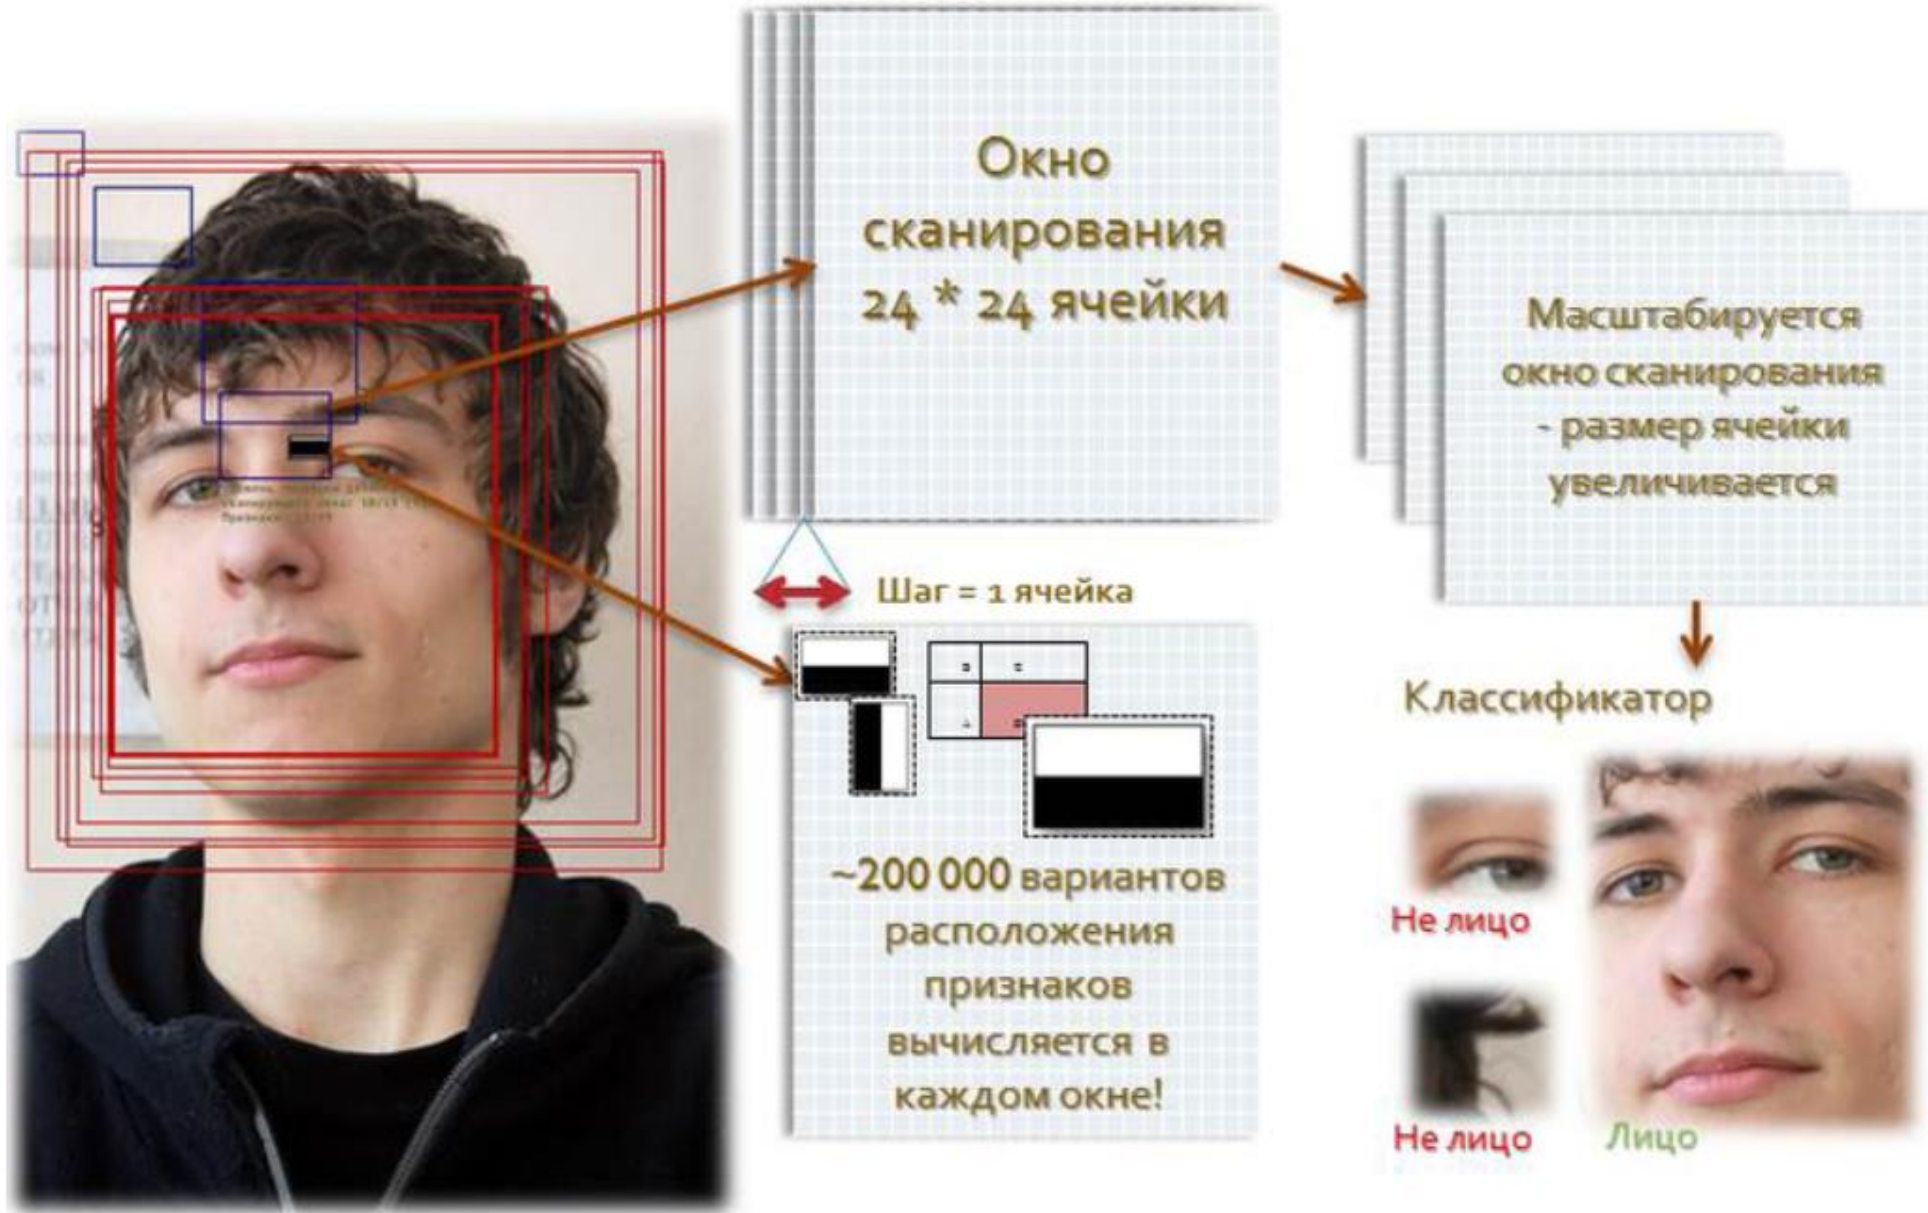 Окно
сканирования
24 * 24 ячейки
Масштабируется
окно сканирования
- размер ячейки
увеличивается
Шаг = 1 ячейка
~200 000 вариантов
расположения
признаков
вычисляется в
каждом окне!
Классификатор
Не лицо
Не лицо
Лицо